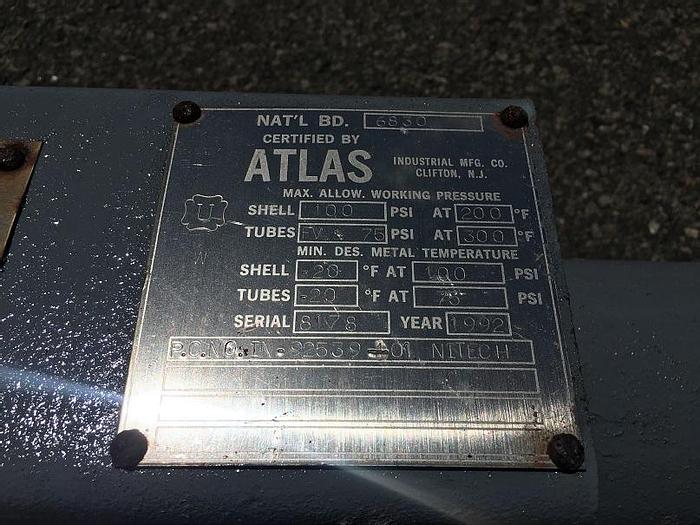 NAT'L BD. 6830
CERTIFIED BY
ATLAS INDUSTRIAL MFG. CO.
CLIFTON, N.J.
MAX. ALLOW. WORKING PRESSURE
U
SHELL 100 PSI AT 200 °F
TUBES FV & 75 PSI AT 300 °F
W
MIN. DES. METAL TEMPERATURE
SHELL -20 °F AT 100 PSI
TUBES -20 °F AT 75 PSI
SERIAL 8178 YEAR 1992
NITECH